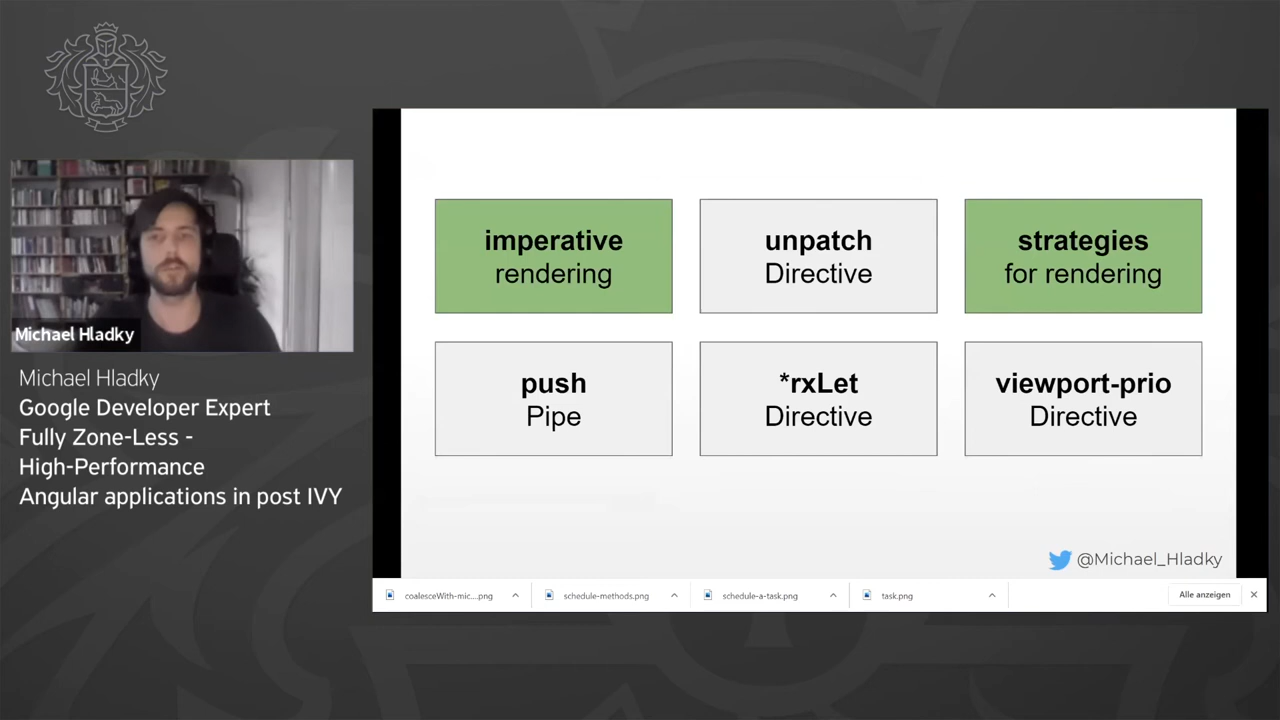 imperative
rendering
unpatch
Directive
strategies
for rendering
push
Pipe
*rxLet
Directive
viewport-prio
Directive
@Michael_Hladky
coalesceWith-mic....png
schedule-methods.png
schedule-a-task.png
task.png
Alle anzeigen
Michael Hladky
Michael Hladky
Google Developer Expert
Fully Zone-Less -
High-Performance
Angular applications in post IVY